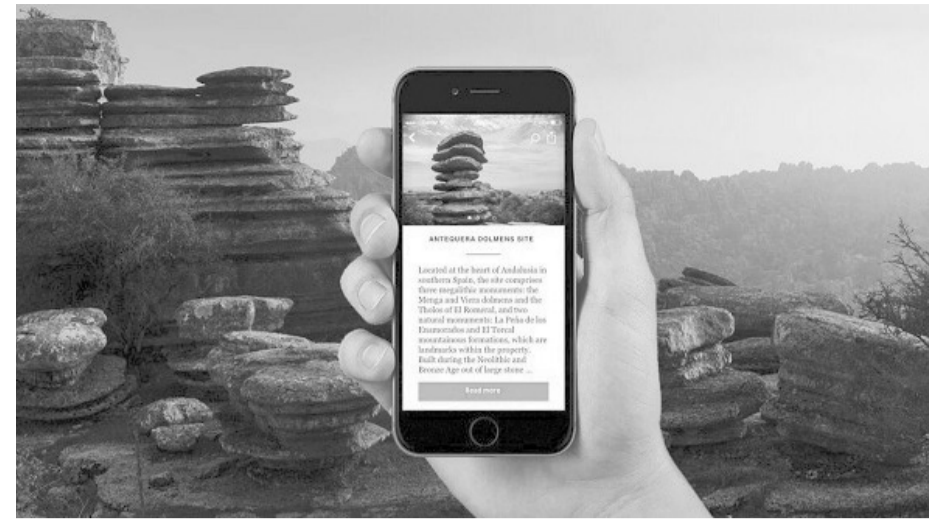 ANTEQUERA DOLMENS SITE
Located at the heart of Andalusia in
southern Spain, the site comprises
three megalithic monuments: the
Menga and Viera dolmens and the
Tholos of El Romeral, and two
natural monuments: La Peña de los
Enamorados and El Torcal
mountainous formations, which are
landmarks within the property.
Built during the Neolithic and
Bronze Age out of large stone ...
Read more